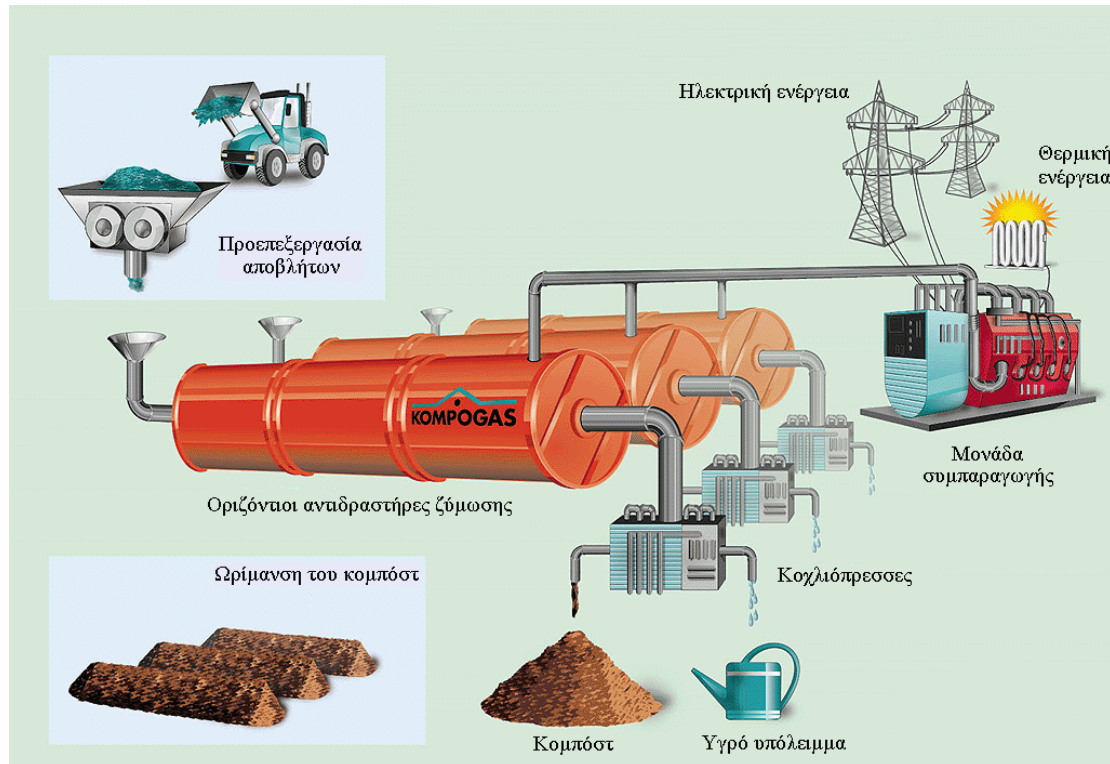 Ηλεκτρική ενέργεια
Θερμική
ενέργεια
Προεπεξεργασία
αποβλήτων
KOMPOGAS
Μονάδα
συμπαραγωγής
Οριζόντιοι αντιδραστήρες ζύμωσης
Ωρίμανση του κομπόστ
Κοχλιόπρεσσες
Κομπόστ
Υγρό υπόλειμμα